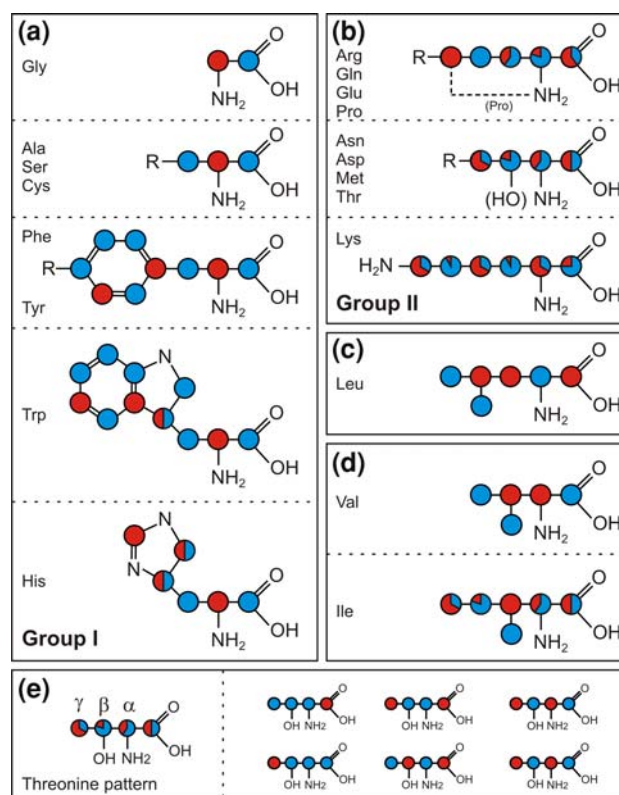 (a)
Gly
O
OH
NH2
Ala
Ser
Cys
R
O
OH
NH2
Phe
R
O
OH
NH2
Tyr
Trp
N
O
OH
NH2
His
N
N
O
OH
NH2
Group I
(b)
Arg
Gln
Glu
Pro
R
O
OH
(Pro)
NH2
Asn
Asp
Met
Thr
R
O
OH
(HO)
NH2
Lys
H2N
O
OH
NH2
Group II
(c)
Leu
O
OH
NH2
(d)
Val
O
OH
NH2
Ile
O
OH
NH2
(e)
γ β α
O
OH
OH NH2
Threonine pattern
O
OH
OH NH2
O
OH
OH NH2
O
OH
OH NH2
O
OH
OH NH2
O
OH
OH NH2
O
OH
OH NH2